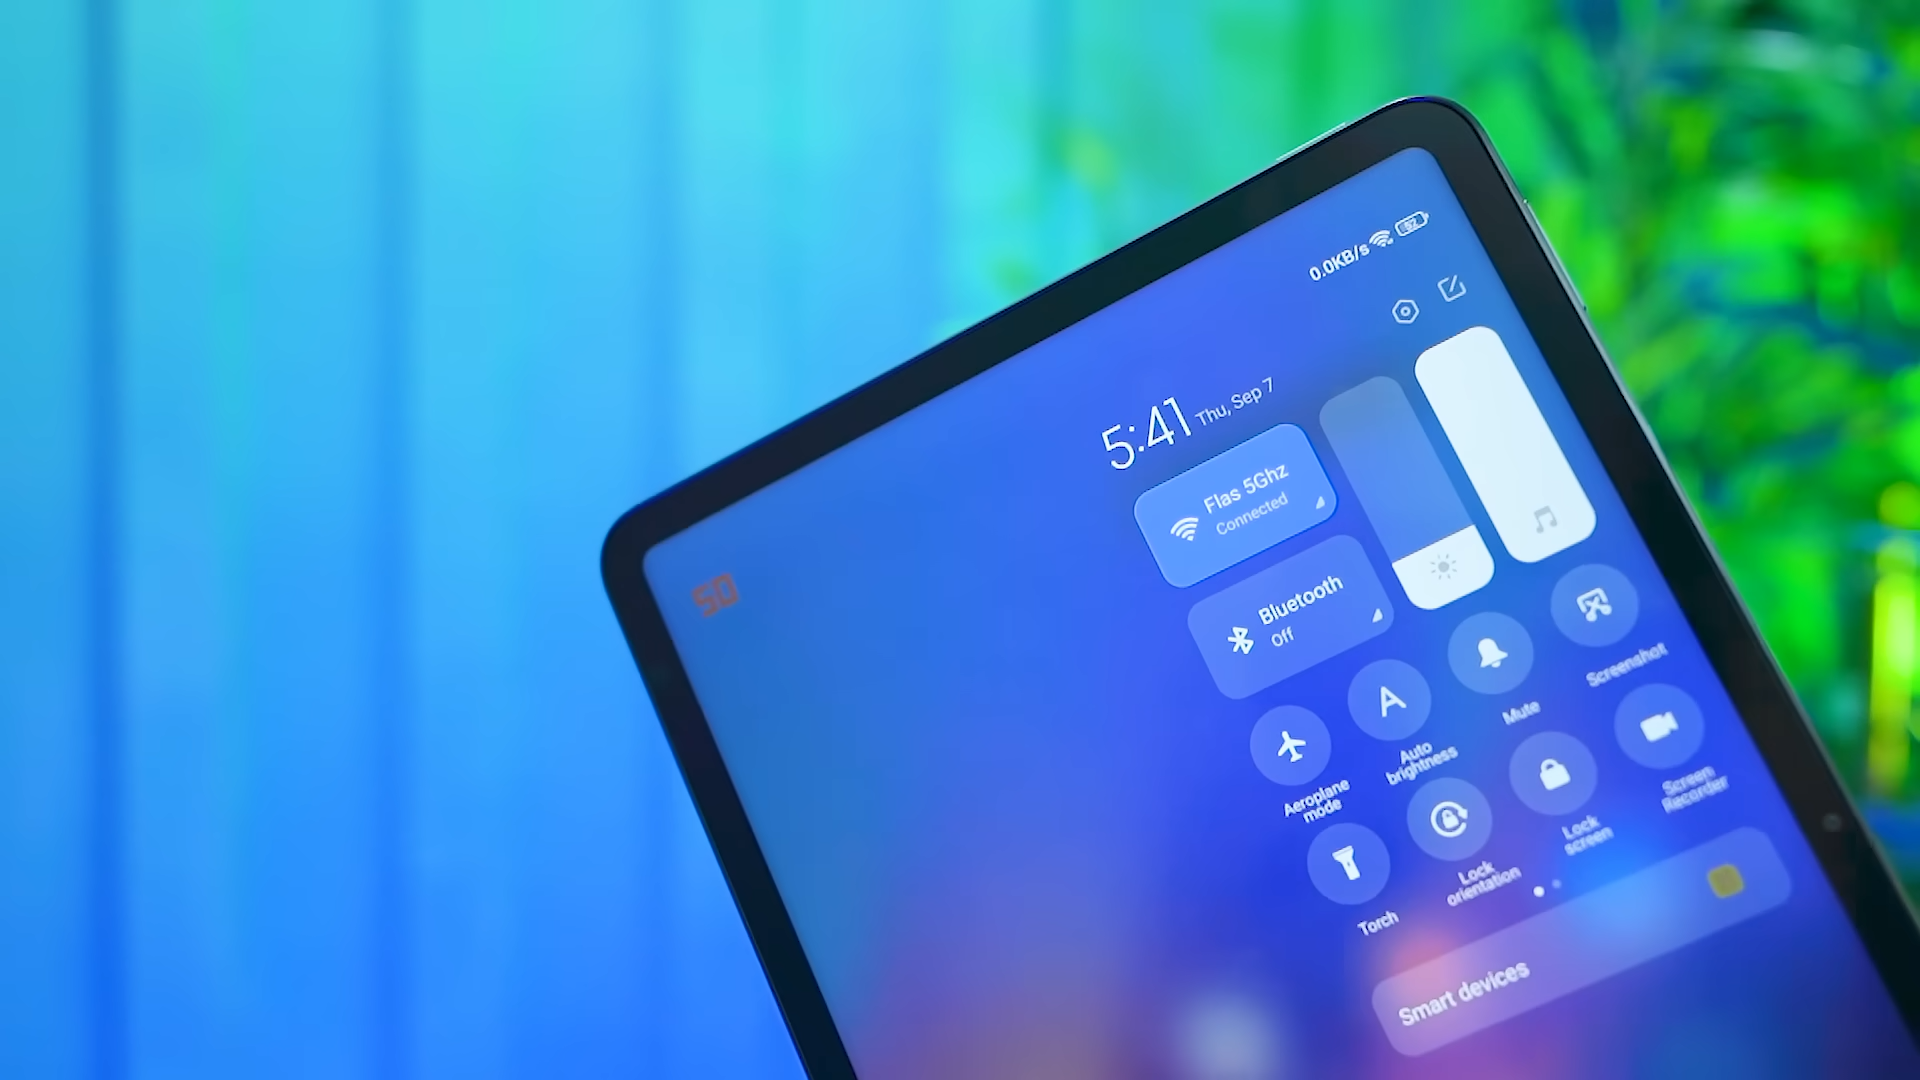 0.0KB/s
50
5:41 Thu, Sep 7
Flas 5Ghz
Connected
Bluetooth
Off
Aeroplane
mode
Auto
brightness
Mute
Screenshot
Torch
Lock
orientation
Lock
screen
Screen
Recorder
Smart devices